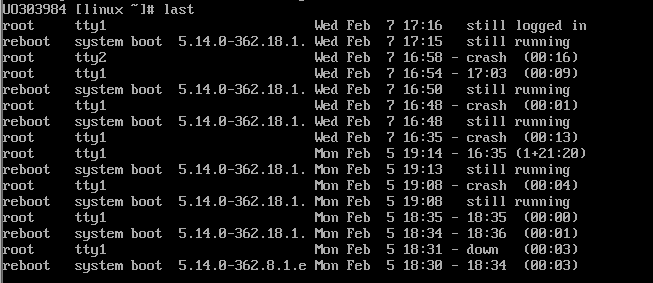 UO303984 [linux ~]# last
root     tty1                          Wed Feb  7 17:16   still logged in
reboot   system boot  5.14.0-362.18.1. Wed Feb  7 17:15   still running
root     tty2                          Wed Feb  7 16:58 - crash  (00:16)
root     tty1                          Wed Feb  7 16:54 - 17:03  (00:09)
reboot   system boot  5.14.0-362.18.1. Wed Feb  7 16:50   still running
root     tty1                          Wed Feb  7 16:48 - crash  (00:01)
reboot   system boot  5.14.0-362.18.1. Wed Feb  7 16:48   still running
root     tty1                          Wed Feb  7 16:35 - crash  (00:13)
root     tty1                          Mon Feb  5 19:14 - 16:35 (1+21:20)
reboot   system boot  5.14.0-362.18.1. Mon Feb  5 19:13   still running
root     tty1                          Mon Feb  5 19:08 - crash  (00:04)
reboot   system boot  5.14.0-362.18.1. Mon Feb  5 19:08   still running
root     tty1                          Mon Feb  5 18:35 - 18:35  (00:00)
reboot   system boot  5.14.0-362.18.1. Mon Feb  5 18:34 - 18:36  (00:01)
root     tty1                          Mon Feb  5 18:31 - down   (00:03)
reboot   system boot  5.14.0-362.8.1.e Mon Feb  5 18:30 - 18:34  (00:03)